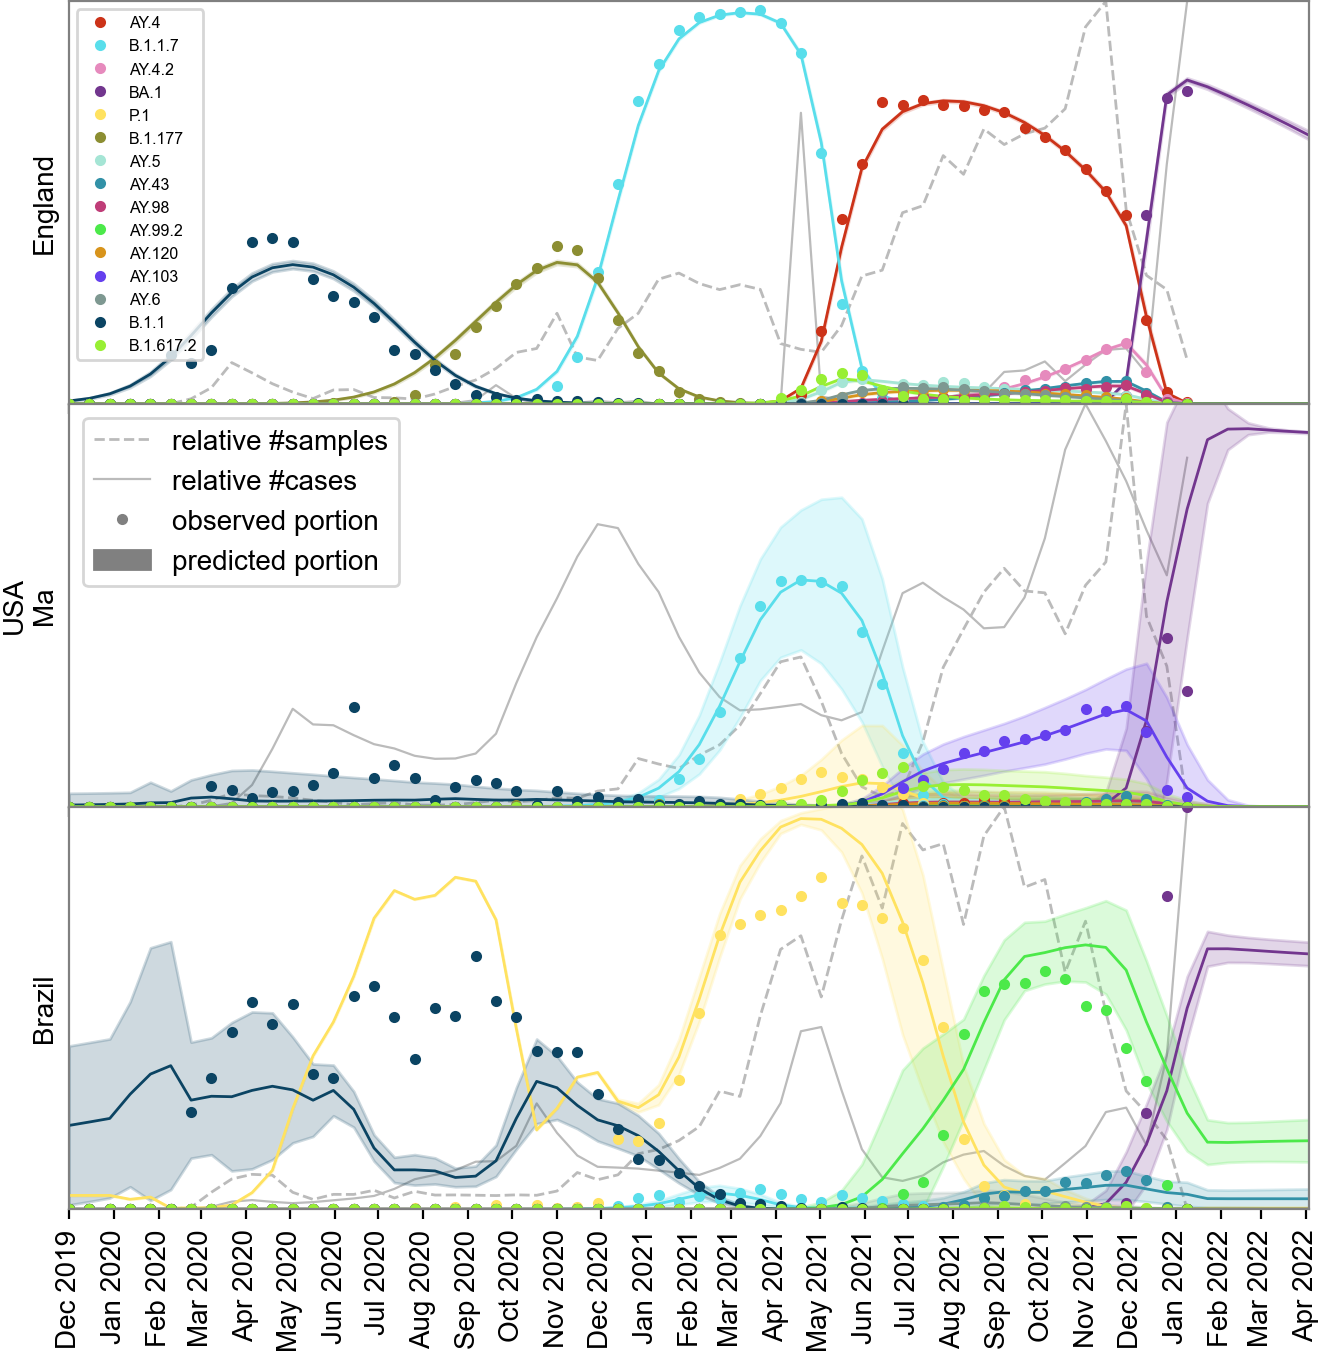 AY.4
B.1.1.7
AY.4.2
BA.1
P.1
B.1.177
AY.5
AY.43
AY.98
AY.99.2
AY.120
AY.103
AY.6
B.1.1
B.1.617.2
England
relative #samples
relative #cases
observed portion
predicted portion
USA
Ma
Brazil
Dec 2019
Jan 2020
Feb 2020
Mar 2020
Apr 2020
May 2020
Jun 2020
Jul 2020
Aug 2020
Sep 2020
Oct 2020
Nov 2020
Dec 2020
Jan 2021
Feb 2021
Mar 2021
Apr 2021
May 2021
Jun 2021
Jul 2021
Aug 2021
Sep 2021
Oct 2021
Nov 2021
Dec 2021
Jan 2022
Feb 2022
Mar 2022
Apr 2022